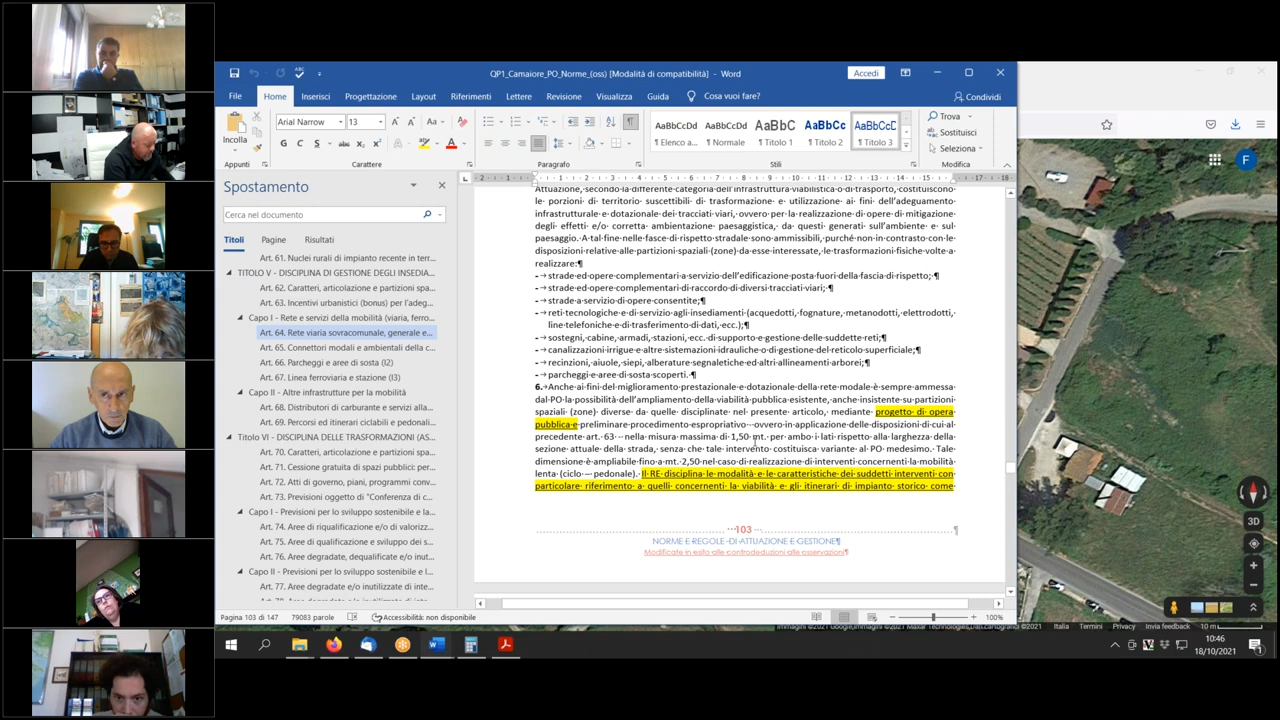 QP1_Camaiore_PO_Norme_(oss) [Modalità di compatibilità] - Word
Accedi
File Home Inserisci Progettazione Layout Riferimenti Lettere Revisione Visualizza Guida Cosa vuoi fare?
Condividi
Incolla
Arial Narrow 13
G C S abc
Appunti Carattere Paragrafo Stili Modifica
AaBbCcDd AaBbCcDd AaBbC AaBbCc AaBbCcD
¶ Elenco a... ¶ Normale ¶ Titolo 1 ¶ Titolo 2 ¶ Titolo 3
Trova
Sostituisci
Seleziona
Spostamento
Cerca nel documento
Titoli Pagine Risultati
Art. 61. Nuclei rurali di impianto recente in terr...
TITOLO V - DISCIPLINA DI GESTIONE DEGLI INSEDIA...
Art. 62. Caratteri, articolazione e partizioni spa...
Art. 63. Incentivi urbanistici (bonus) per l'adeg...
Capo I - Rete e servizi della mobilità (viaria, ferro...
Art. 64. Rete viaria sovracomunale, generale e...
Art. 65. Connettori modali e ambientali della c...
Art. 66. Parcheggi e aree di sosta (I2)
Art. 67. Linea ferroviaria e stazione (I3)
Capo II - Altre infrastrutture per la mobilità
Art. 68. Distributori di carburante e servizi alla...
Art. 69. Percorsi ed itinerari ciclabili e pedonali...
Titolo VI - DISCIPLINA DELLE TRASFORMAZIONI (AS...
Art. 70. Caratteri, articolazione e partizioni spa...
Art. 71. Cessione gratuita di spazi pubblici: per...
Art. 72. Atti di governo, piani, programmi conv...
Art. 73. Previsioni oggetto di "Conferenza di c...
Capo I - Previsioni per lo sviluppo sostenibile e la...
Art. 74. Aree di riqualificazione e/o di valorizz...
Art. 75. Aree di qualificazione e sviluppo dei s...
Art. 76. Aree degradate, dequalificate e/o inut...
Capo II - Previsioni per lo sviluppo sostenibile e l...
Art. 77. Aree degradate e/o inutilizzate di inte...
Attuazione, secondo la differente categoria dell'infrastruttura viabilistica o di trasporto, costituiscono
le porzioni di territorio suscettibili di trasformazione e utilizzazione ai fini dell'adeguamento
infrastrutturale e dotazionale dei tracciati viari, ovvero per la realizzazione di opere di mitigazione
degli effetti e/o corretta ambientazione paesaggistica, da questi generati sull'ambiente e sul
paesaggio. A tal fine nelle fasce di rispetto stradale sono ammissibili, purché non in contrasto con le
disposizioni relative alle partizioni spaziali (zone) da esse interessate, le trasformazioni fisiche volte a
realizzare:¶
- → strade ed opere complementari a servizio dell'edificazione posta fuori della fascia di rispetto; ¶
- → strade ed opere complementari di raccordo di diversi tracciati viari; ¶
- → strade a servizio di opere consentite;¶
- → reti tecnologiche e di servizio agli insediamenti (acquedotti, fognature, metanodotti, elettrodotti,
line telefoniche e di trasferimento di dati, ecc.);¶
- → sostegni, cabine, armadi, stazioni, ecc. di supporto e gestione delle suddette reti;¶
- → canalizzazioni irrigue e altre sistemazioni idrauliche o di gestione del reticolo superficiale;¶
- → recinzioni, aiuole, siepi, alberature segnaletiche ed altri allineamenti arborei;¶
- → parcheggi e aree di sosta scoperti. ¶
6. Anche ai fini del miglioramento prestazionale e dotazionale della rete modale è sempre ammessa
dal PO la possibilità dell'ampliamento della viabilità pubblica esistente, anche insistente su partizioni
spaziali (zone) diverse da quelle disciplinate nel presente articolo, mediante progetto di opera
pubblica e preliminare procedimento espropriativo - ovvero in applicazione delle disposizioni di cui al
precedente art. 63 - nella misura massima di 1,50 mt. per ambo i lati rispetto alla larghezza della
sezione attuale della strada, senza che tale intervento costituisca variante al PO medesimo. Tale
dimensione è ampliabile fino a mt. 2,50 nel caso di realizzazione di interventi concernenti la mobilità
lenta (ciclo – pedonale). Il RE disciplina le modalità e le caratteristiche dei suddetti interventi con
particolare riferimento a quelli concernenti la viabilità e gli itinerari di impianto storico come
103 ¶
NORME E REGOLE DI ATTUAZIONE E GESTIONE¶
Modificate in esito alle controdeduzioni alle osservazioni¶
Pagina 103 di 147 79083 parole Accessibilità: non disponibile 100%
F
3D
Immagini ©2021 Google, Immagini ©2021 Maxar Technologies, Dati cartografici ©2021 Italia Termini Privacy Invia feedback 10 m
10:46
18/10/2021